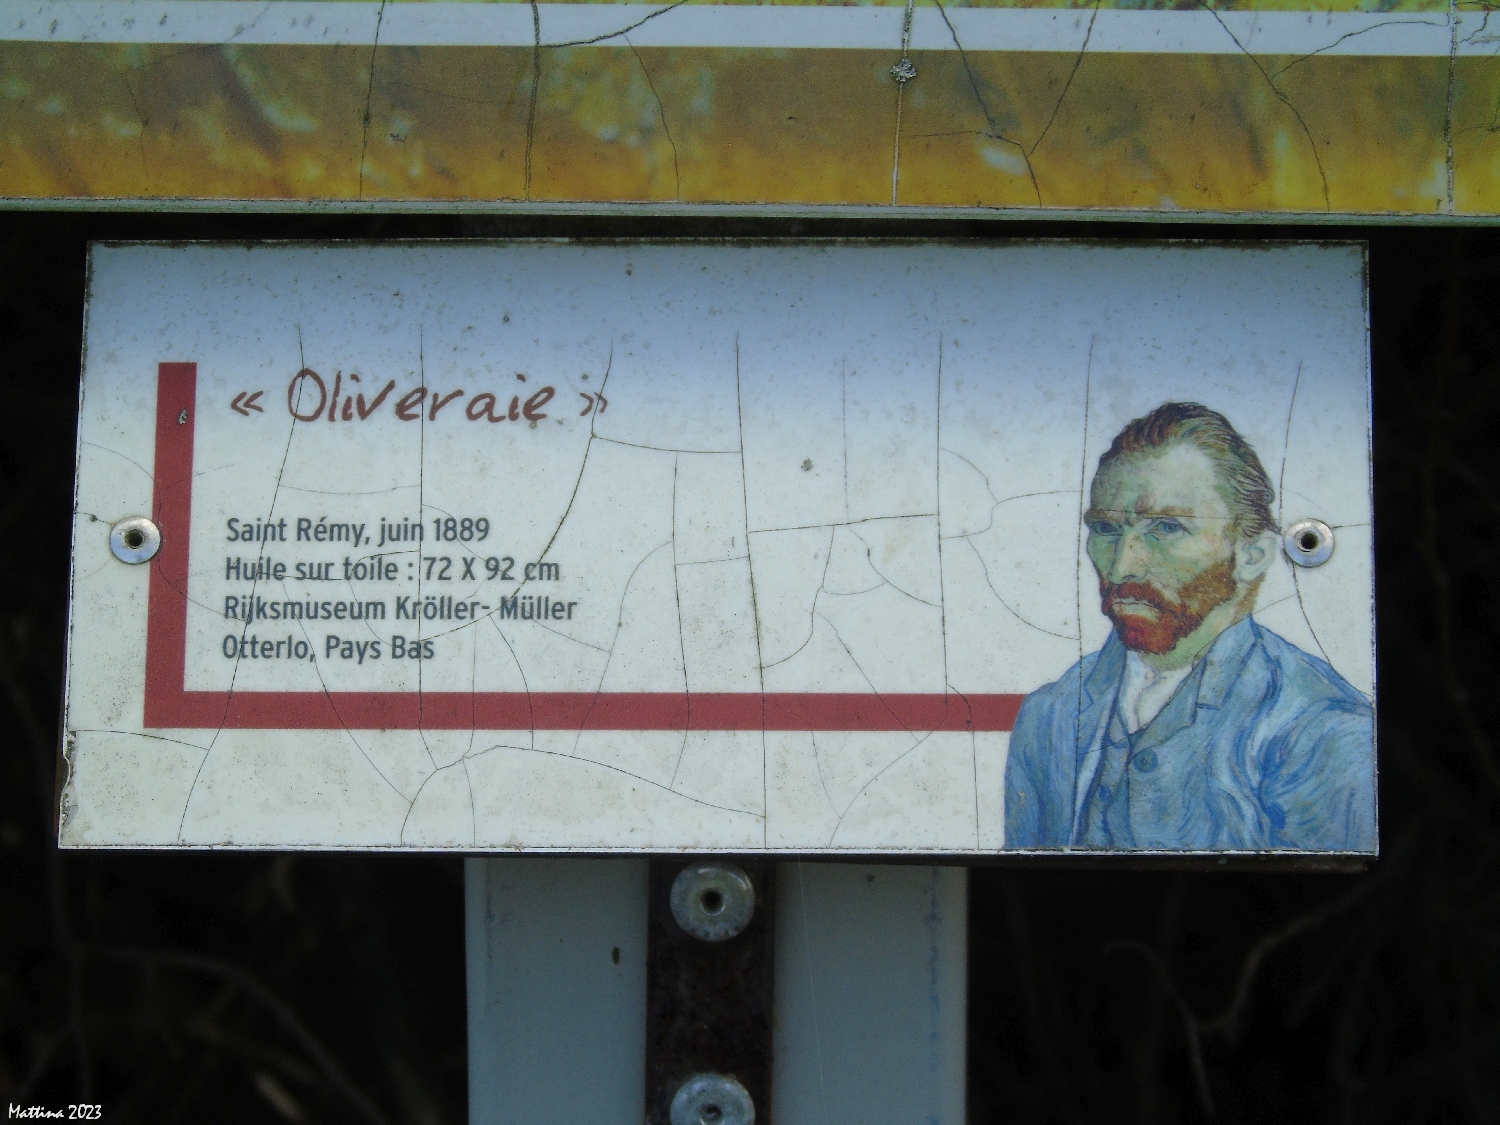 « Oliveraie »
Saint Rémy, juin 1889
Huile sur toile : 72 X 92 cm
Rijksmuseum Kröller- Müller
Otterlo, Pays Bas
Mattina 2023